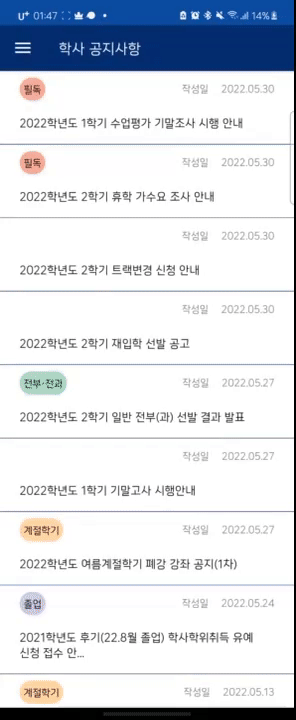 U+ 01:47 14%
학사 공지사항
필독 작성일 2022.05.30
2022학년도 1학기 수업평가 기말조사 시행 안내
필독 작성일 2022.05.30
2022학년도 2학기 휴학 가수요 조사 안내
작성일 2022.05.30
2022학년도 2학기 트랙변경 신청 안내
작성일 2022.05.30
2022학년도 2학기 재입학 선발 공고
전부·전과 작성일 2022.05.27
2022학년도 2학기 일반 전부(과) 선발 결과 발표
작성일 2022.05.27
2022학년도 1학기 기말고사 시행안내
계절학기 작성일 2022.05.27
2022학년도 여름계절학기 폐강 강좌 공지(1차)
졸업 작성일 2022.05.24
2021학년도 후기(22.8월 졸업) 학사학위취득 유예
신청 접수 안...
계절학기 작성일 2022.05.13